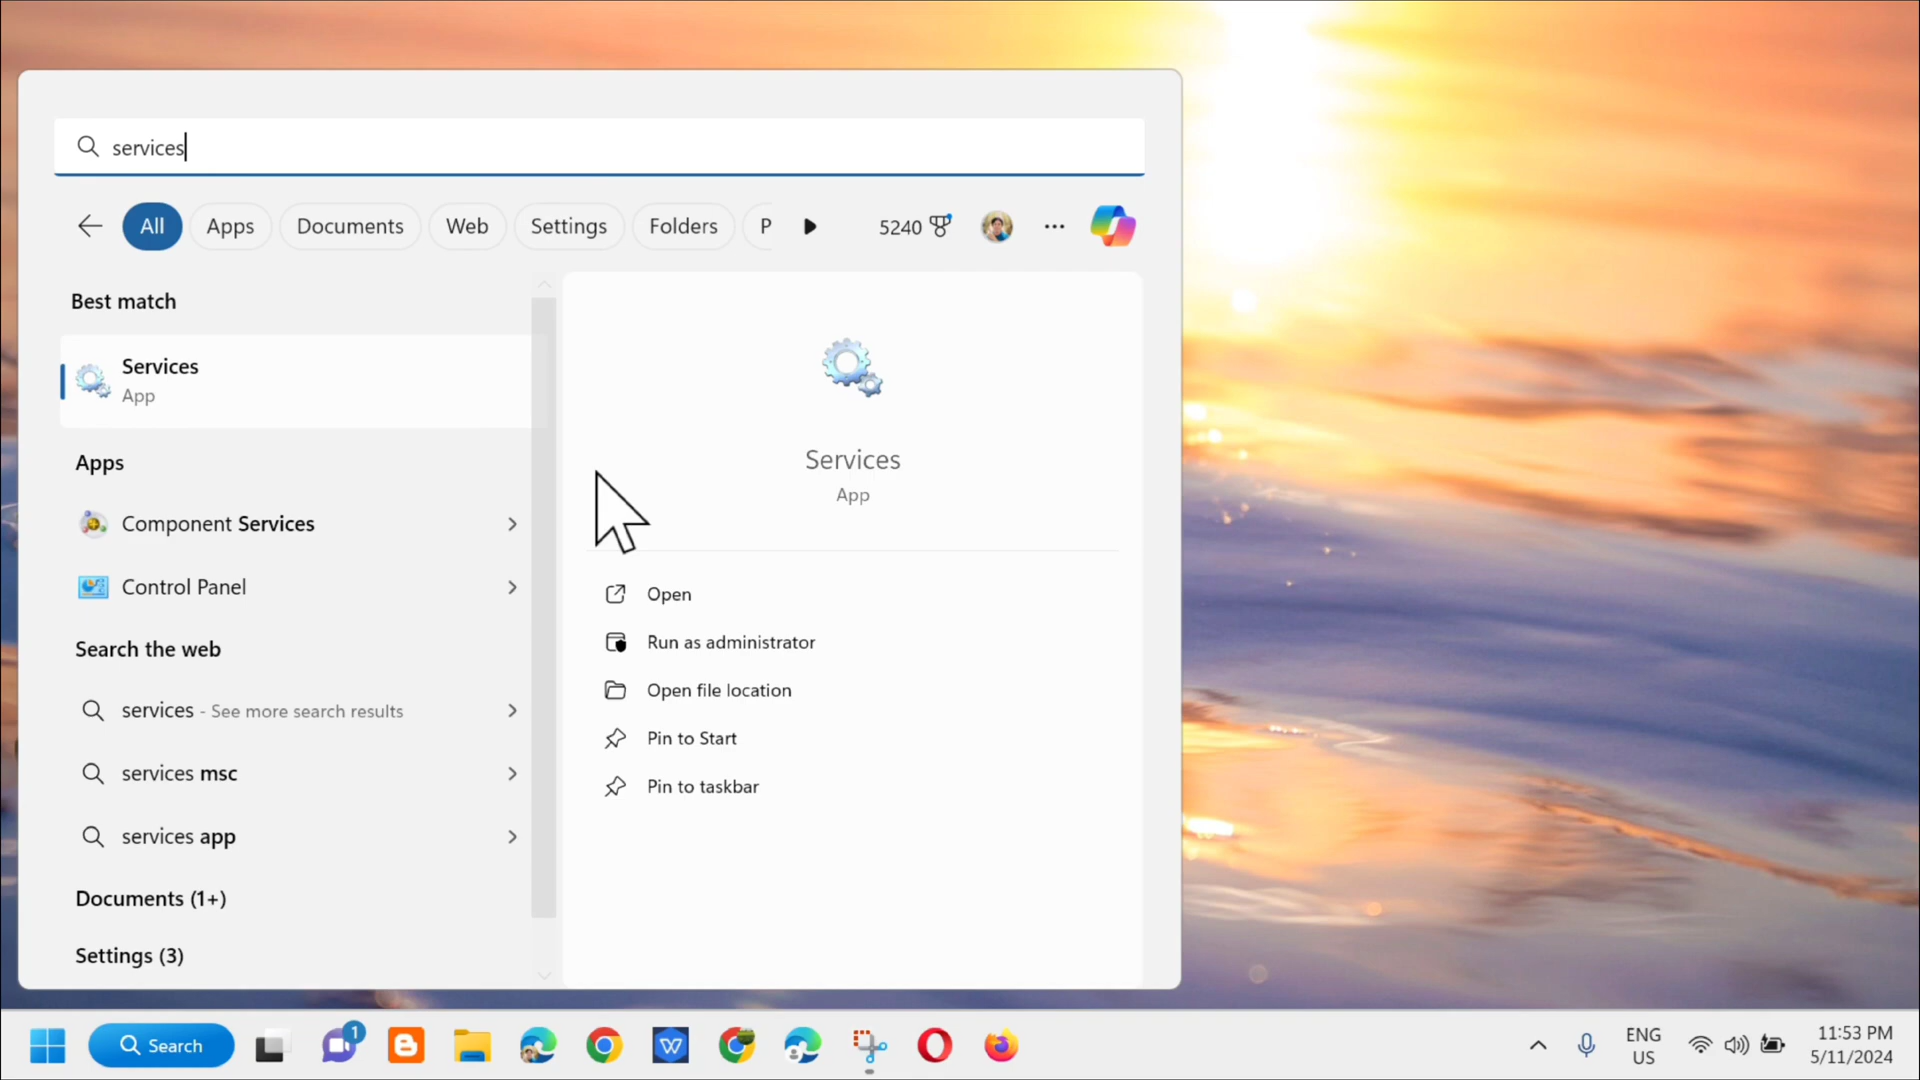 services
All Apps Documents Web Settings Folders P 5240
Best match
Services
App
Services
App
Apps
Component Services
Control Panel
Search the web
services - See more search results
services msc
services app
Documents (1+)
Settings (3)
Open
Run as administrator
Open file location
Pin to Start
Pin to taskbar
Search
1
ENG
US
11:53 PM
5/11/2024